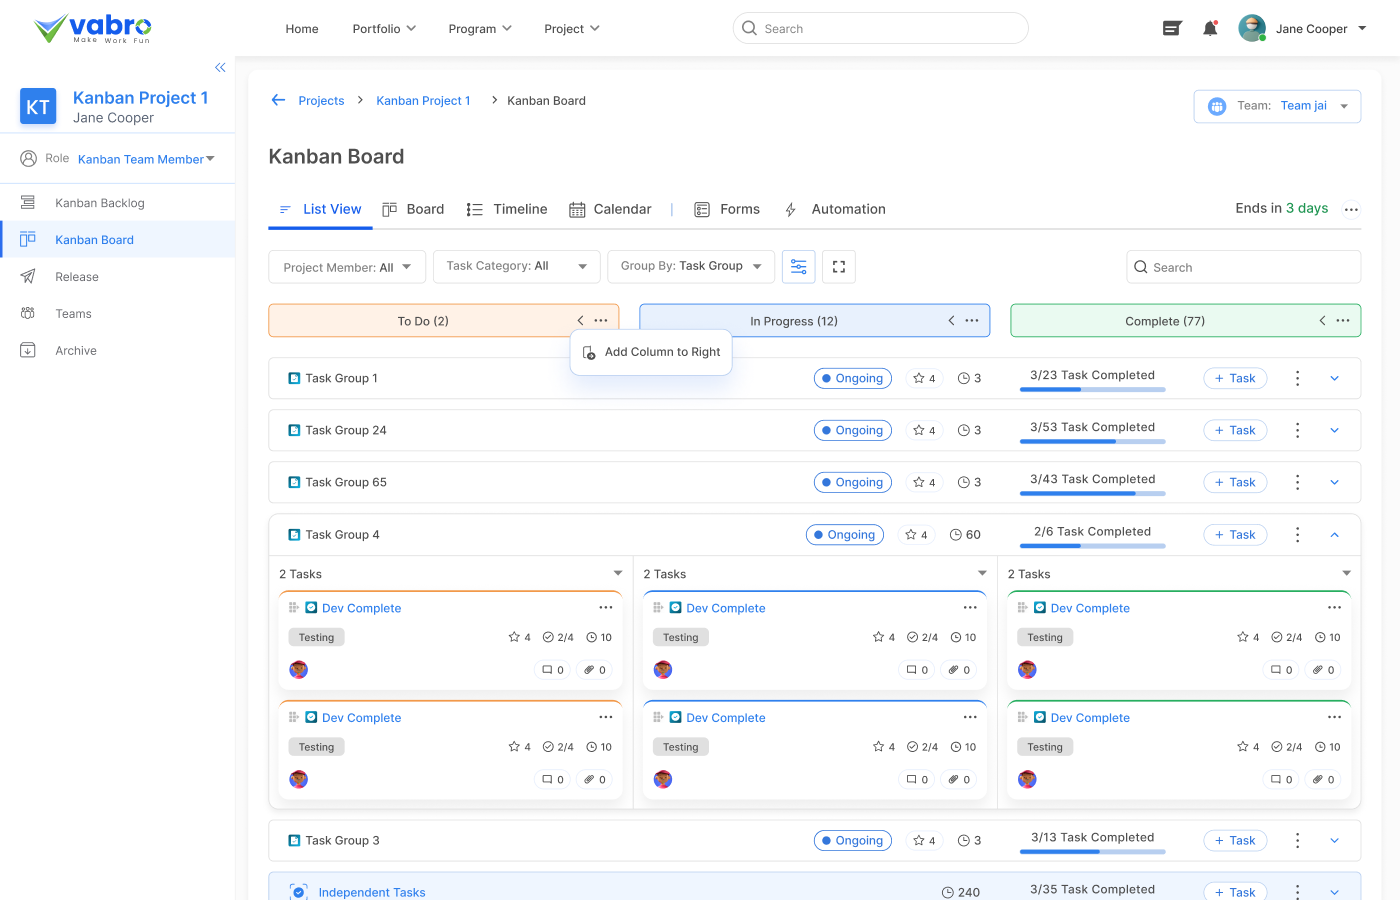 vabro
Make Work Fun
Home
Portfolio
Program
Project
Search
Jane Cooper
KT
Kanban Project 1
Jane Cooper
Role Kanban Team Member
Kanban Backlog
Kanban Board
Release
Teams
Archive
Projects > Kanban Project 1 > Kanban Board
Team: Team jai
Kanban Board
List View
Board
Timeline
Calendar
|
Forms
Automation
Ends in 3 days
Project Member: All
Task Category: All
Group By: Task Group
Search
To Do (2)
In Progress (12)
Complete (77)
Add Column to Right
Task Group 1 Ongoing 4 3 3/23 Task Completed + Task
Task Group 24 Ongoing 4 3 3/53 Task Completed + Task
Task Group 65 Ongoing 4 3 3/43 Task Completed + Task
Task Group 4 Ongoing 4 60 2/6 Task Completed + Task
2 Tasks
2 Tasks
2 Tasks
Dev Complete
Testing 4 2/4 10
0 0
Dev Complete
Testing 4 2/4 10
0 0
Dev Complete
Testing 4 2/4 10
0 0
Dev Complete
Testing 4 2/4 10
0 0
Dev Complete
Testing 4 2/4 10
0 0
Dev Complete
Testing 4 2/4 10
0 0
Task Group 3 Ongoing 4 3 3/13 Task Completed + Task
Independent Tasks 240 3/35 Task Completed + Task